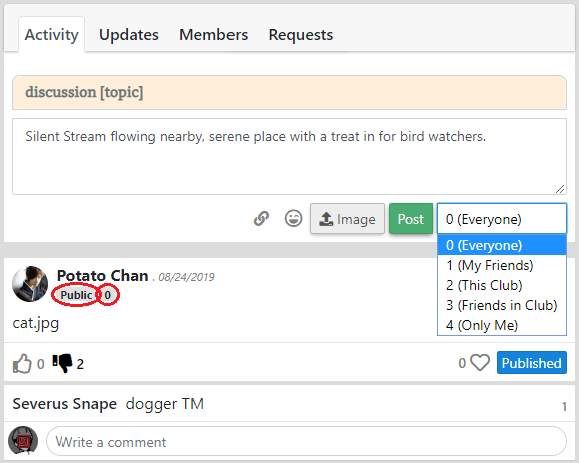 Activity Updates Members Requests
discussion [topic]
Silent Stream flowing nearby, serene place with a treat in for bird watchers.
Image Post 0 (Everyone)
0 (Everyone)
1 (My Friends)
2 (This Club)
3 (Friends in Club)
4 (Only Me)
Potato Chan . 08/24/2019
Public 0
cat.jpg
0 2 0 Published
Severus Snape dogger TM 1
Write a comment